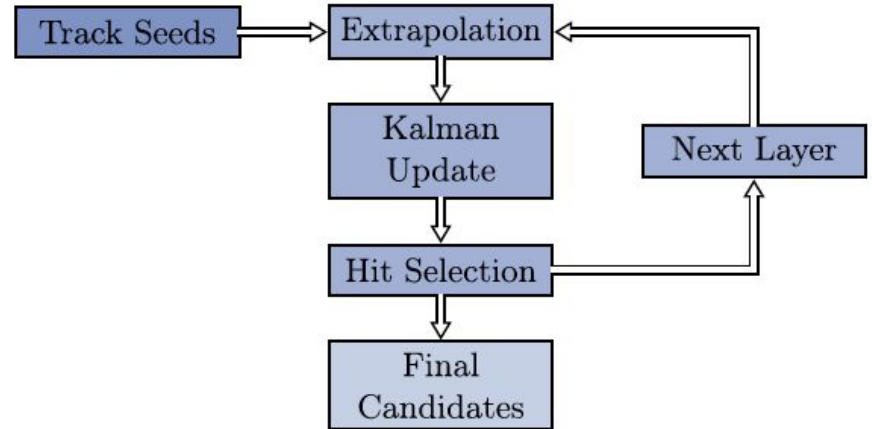 Track Seeds
Extrapolation
Kalman
Update
Next Layer
Hit Selection
Final
Candidates